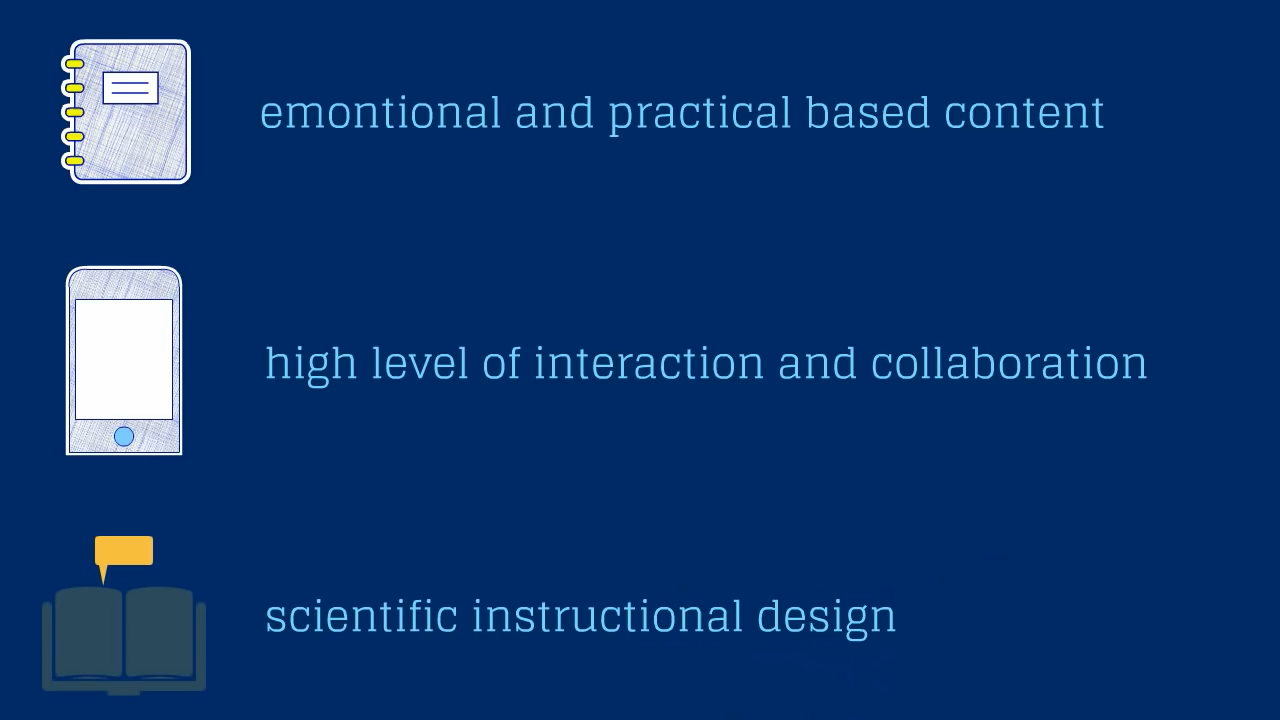 emontional and practical based content
high level of interaction and collaboration
scientific instructional design